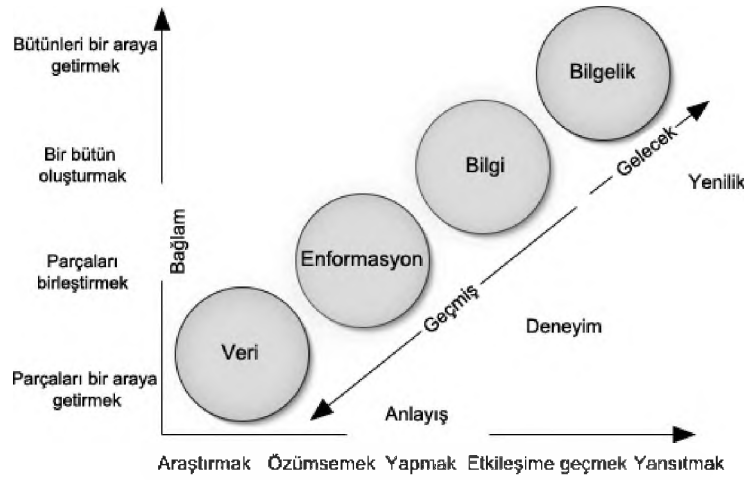 Bütünleri bir araya
getirmek
Bilgelik
Bir bütün
oluşturmak
Bilgi
Gelecek
Yenilik
Bağlam
Parçaları
birleştirmek
Enformasyon
Geçmiş
Deneyim
Veri
Parçaları bir araya
getirmek
Anlayış
Araştırmak Özümsemek Yapmak Etkileşime geçmek Yansıtmak